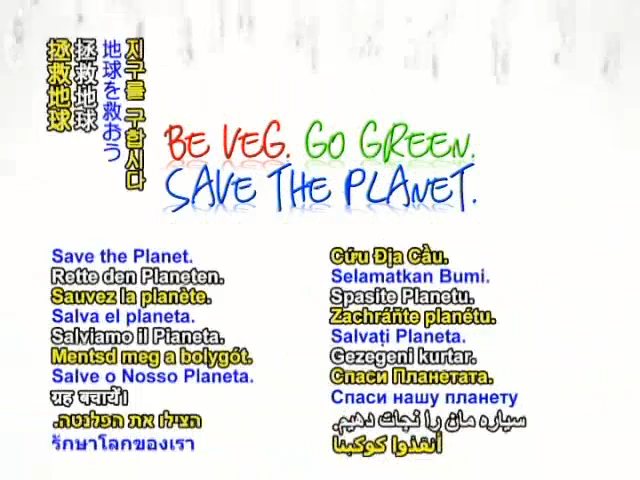 拯救地球
拯救地球
地球を救おう
지구를 구합시다
BE VEG. GO GREEN.
SAVE THE PLANET.
Save the Planet.
Rette den Planeten.
Sauvez la planète.
Salva el planeta.
Salviamo il Pianeta.
Mentsd meg a bolygót.
Salve o Nosso Planeta.
ग्रह बचायेँ।
הצילו את הפלנטה.
รักษาโลกของเรา
Cứu Địa Cầu.
Selamatkan Bumi.
Spasite Planetu.
Zachráňte planétu.
Salvați Planeta.
Gezegeni kurtar.
Спаси Планетата.
Спаси нашу планету
سیاره مان را نجات دهیم.
أنقذوا كوكبنا